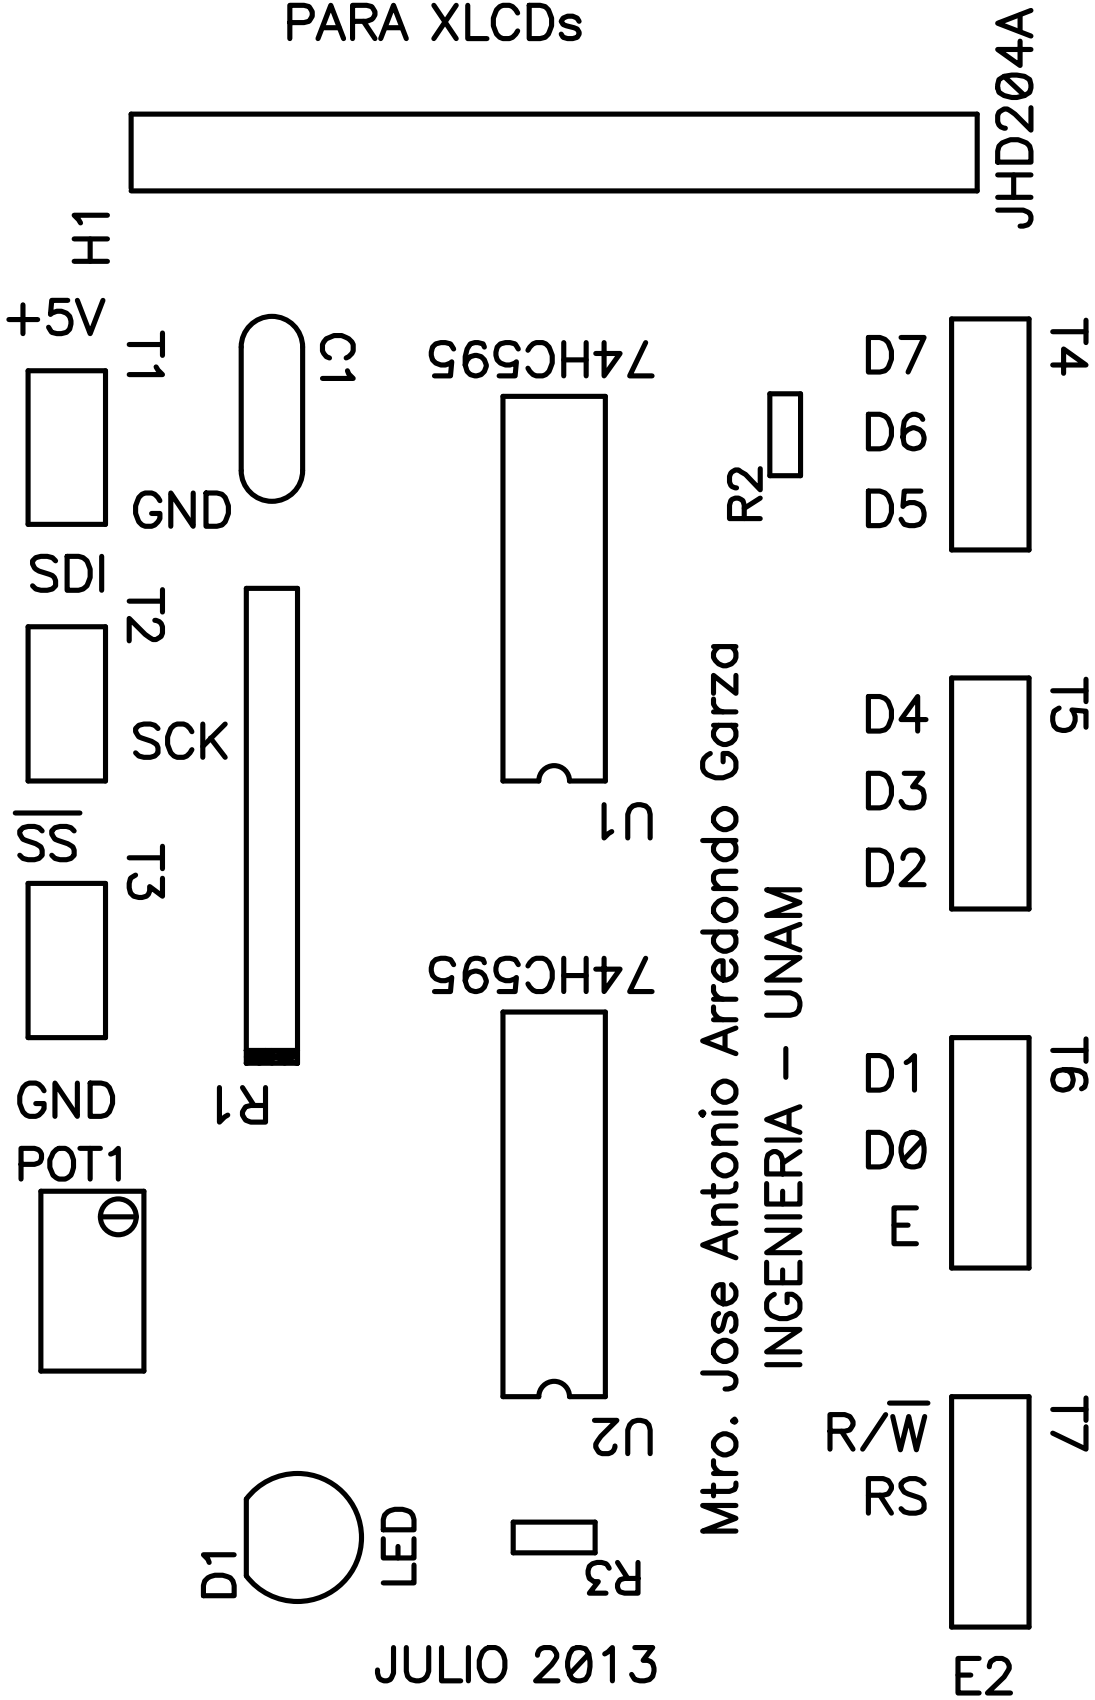 PARA XLCDs
JHD204A
H1
+5V
T1
C1
74HC595
D7
T4
D6
R2
GND
D5
SDI
T2
SCK
D4
T5
D3
U1
D2
S̅S̅
T3
Mtro. Jose Antonio Arredondo Garza
INGENIERIA - UNAM
74HC595
GND
R1
D1
T6
POT1
D0
E
U2
R/W̅
T7
RS
D1
LED
R3
JULIO 2013
E2